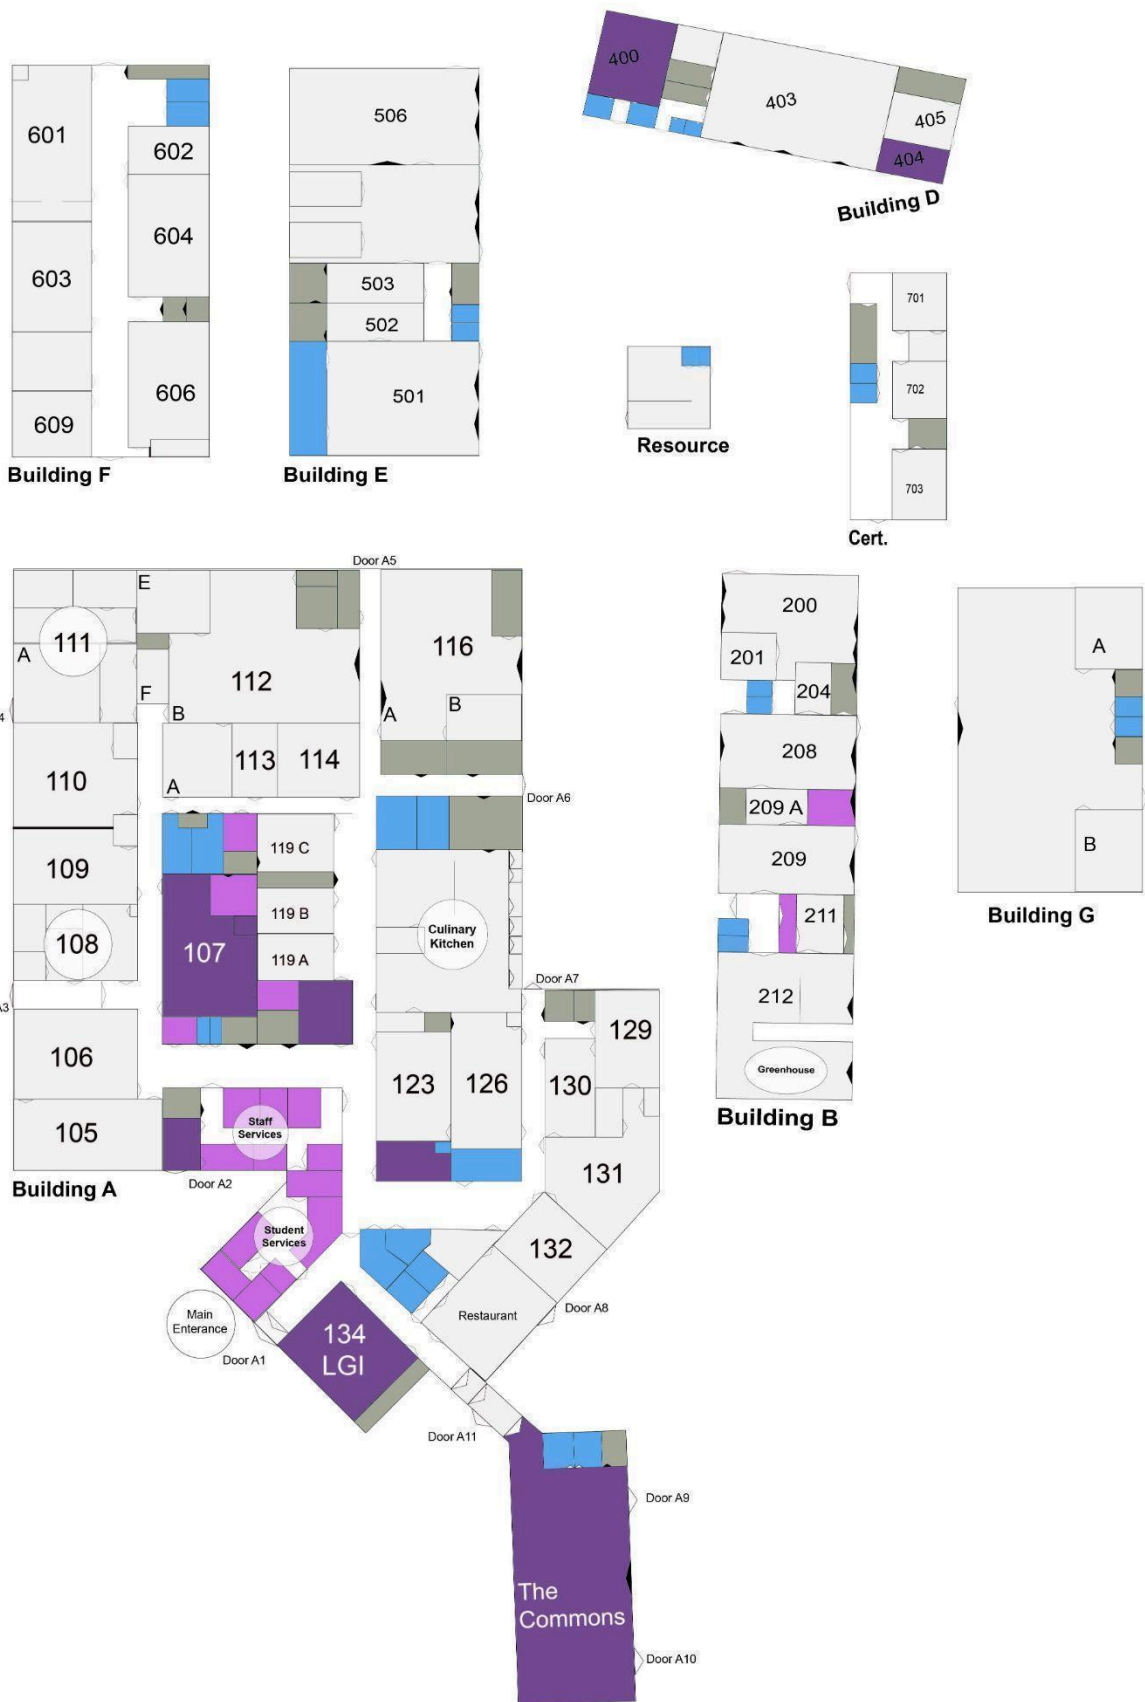 400
403
405
404
Building D
601
602
603
604
606
609
Building F
506
503
502
501
Building E
Resource
701
702
703
Cert.
Door A5
E
111
A
F
112
B
A
113
114
116
A
B
110
109
108
Door A6
119 C
119 B
119 A
107
Culinary
Kitchen
Door A7
A3
106
105
Building A
Door A2
Staff
Services
Student
Services
Main
Enterance
Door A1
123
126
129
130
131
132
Restaurant
Door A8
134
LGI
Door A11
Door A9
The
Commons
Door A10
200
201
204
208
209 A
209
211
212
Greenhouse
Building B
A
B
Building G